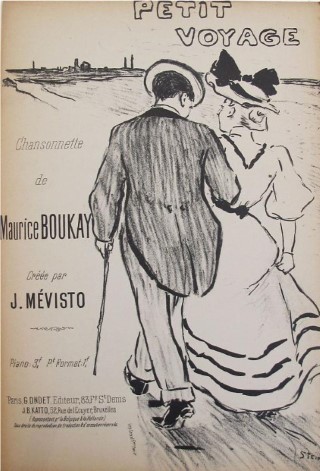 PETIT
VOYAGE
Chansonnette
de
Maurice BOUKAY
Créée par
J. MÉVISTO
Piano: 3f. Pt Format: 1f.
Paris, G. ONDET, Editeur, 83, Fg St Denis
J.B. KATTO, 52, Rue de l'Ecuyer, Bruxelles